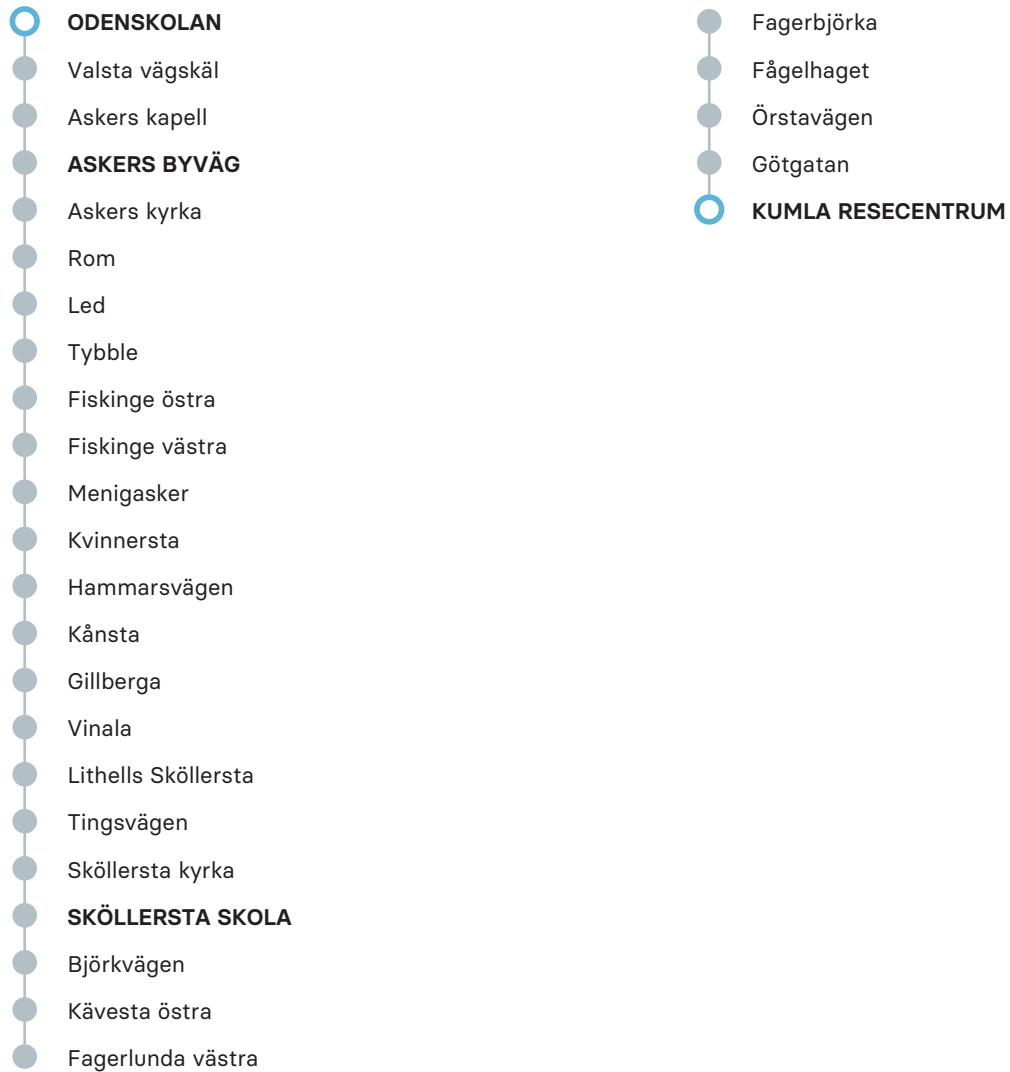 ODENSKOLAN
Valsta vägskäl
Askers kapell
ASKERS BYVÄG
Askers kyrka
Rom
Led
Tybble
Fiskinge östra
Fiskinge västra
Menigasker
Kvinnersta
Hammarsvägen
Kånsta
Gillberga
Vinala
Lithells Sköllersta
Tingsvägen
Sköllersta kyrka
SKÖLLERSTA SKOLA
Björkvägen
Kävesta östra
Fagerlunda västra
Fagerbjörka
Fågelhaget
Örstavägen
Götgatan
KUMLA RESECENTRUM